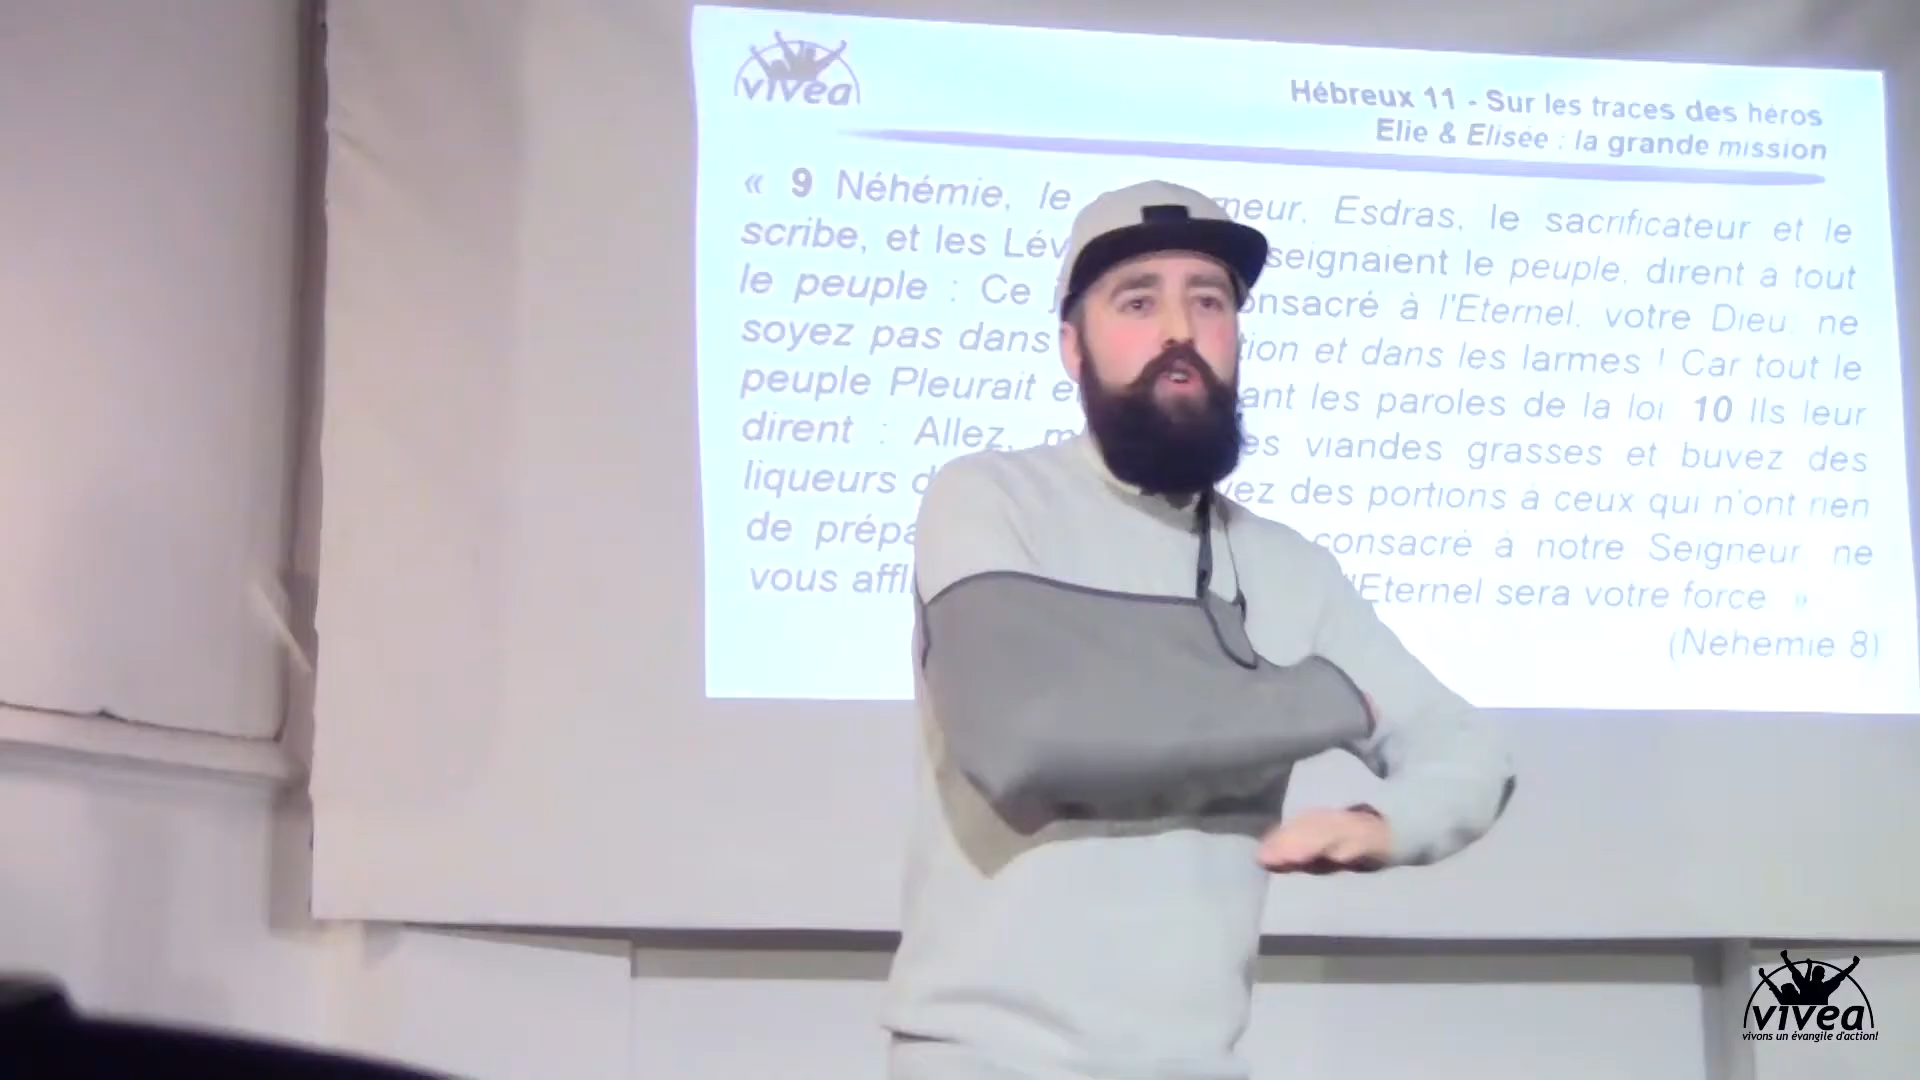 vivea
Hébreux 11 - Sur les traces des héros
Elie & Elisée : la grande mission
« 9 Néhémie, le meur, Esdras, le sacrificateur et le
scribe, et les Lév seignaient le peuple, dirent à tout
le peuple : Ce j onsacré à l'Eternel, votre Dieu; ne
soyez pas dans tion et dans les larmes ! Car tout le
peuple Pleurait e ant les paroles de la loi. 10 Ils leur
dirent : Allez, m es viandes grasses et buvez des
liqueurs d vez des portions à ceux qui n'ont rien
de prépa consacré à notre Seigneur; ne
vous affli l'Eternel sera votre force. »
(Néhémie 8)
vivea
vivons un évangile d'action!